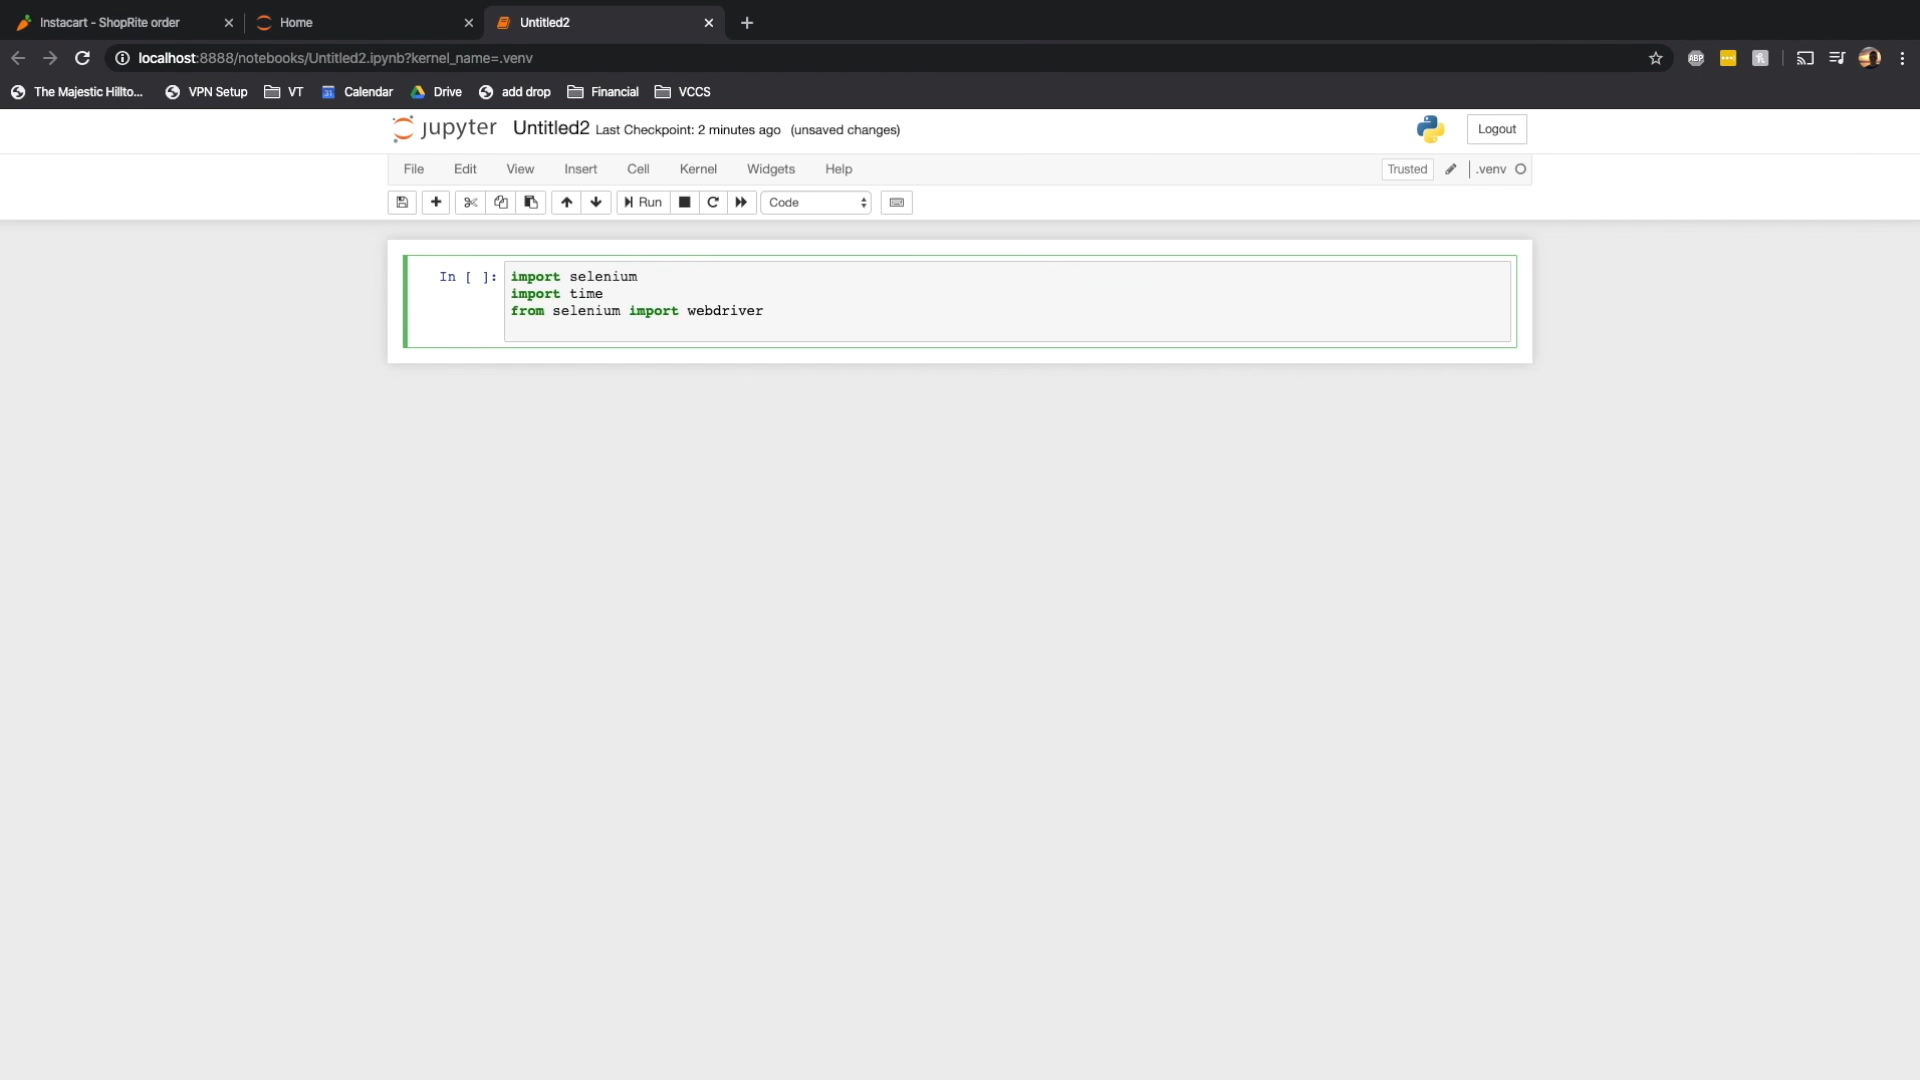 Instacart - ShopRite order
Home
Untitled2
localhost:8888/notebooks/Untitled2.ipynb?kernel_name=.venv
ABP
The Majestic Hillto...
VPN Setup
VT
Calendar
Drive
add drop
Financial
VCCS
jupyter
Untitled2 Last Checkpoint: 2 minutes ago (unsaved changes)
Logout
File Edit View Insert Cell Kernel Widgets Help
Trusted
.venv
Run
Code
In [ ]:
import selenium
import time
from selenium import webdriver